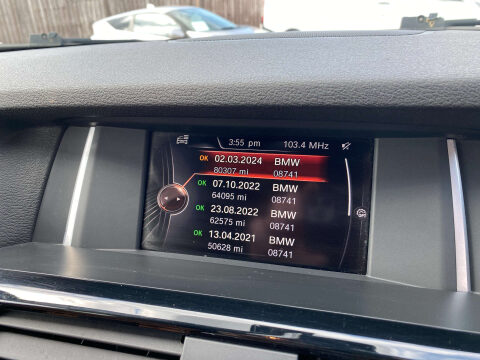 3:55 pm 103.4 MHz
OK 02.03.2024 BMW
80307 mi 08741
OK 07.10.2022 BMW
64095 mi 08741
OK 23.08.2022 BMW
62575 mi 08741
OK 13.04.2021 BMW
50628 mi 08741